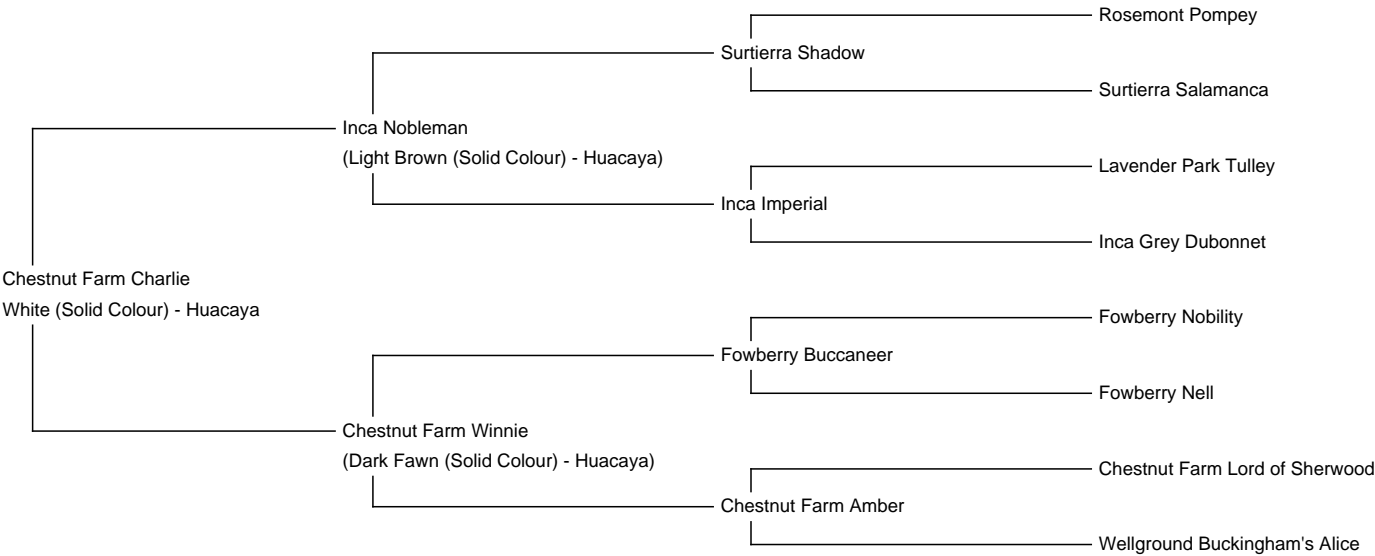 Rosemont Pompey
Surtierra Shadow
Surtierra Salamanca
Inca Nobleman
(Light Brown (Solid Colour) - Huacaya)
Lavender Park Tulley
Inca Imperial
Inca Grey Dubonnet
Chestnut Farm Charlie
White (Solid Colour) - Huacaya
Fowberry Nobility
Fowberry Buccaneer
Fowberry Nell
Chestnut Farm Winnie
(Dark Fawn (Solid Colour) - Huacaya)
Chestnut Farm Lord of Sherwood
Chestnut Farm Amber
Wellground Buckingham's Alice